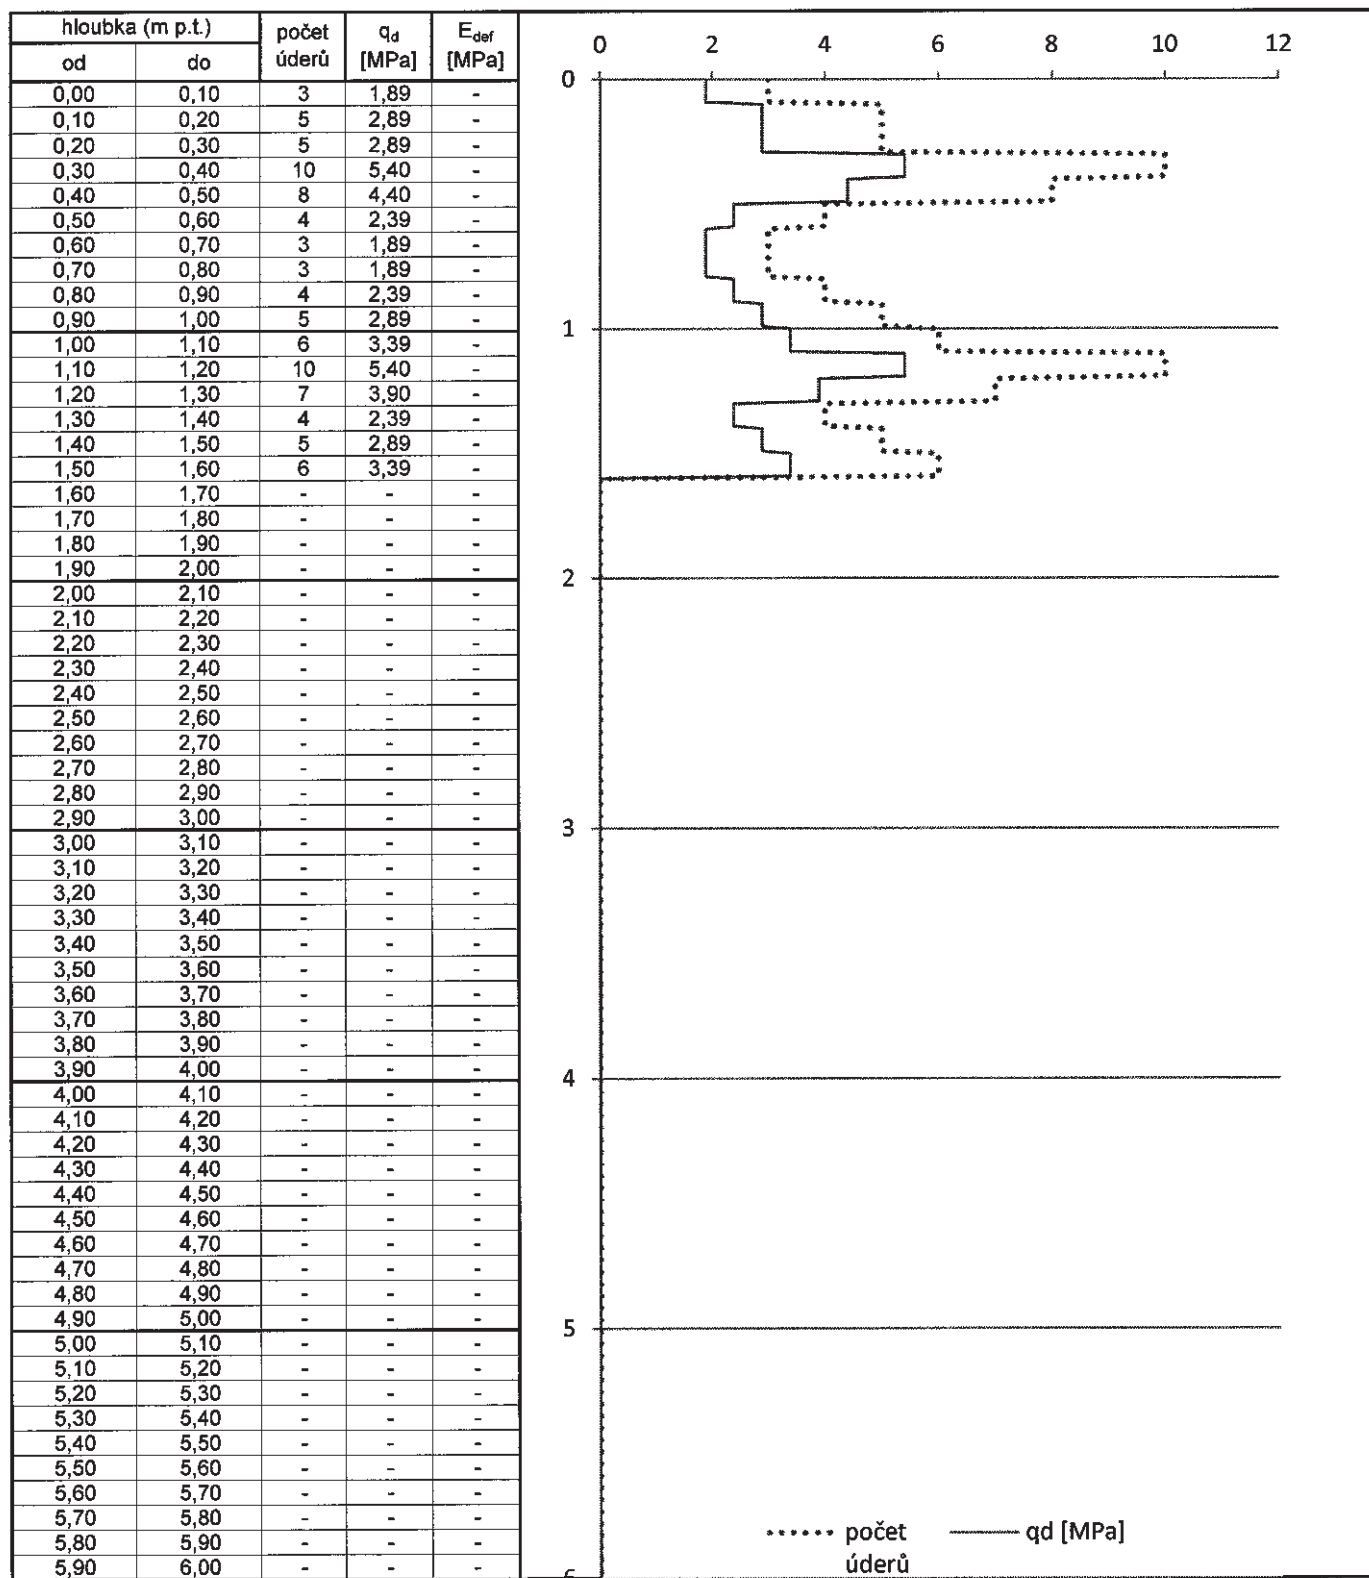 hloubka (m p.t.) počet úderů qd [MPa] Edef [MPa]
od do
0,00 0,10 3 1,89 -
0,10 0,20 5 2,89 -
0,20 0,30 5 2,89 -
0,30 0,40 10 5,40 -
0,40 0,50 8 4,40 -
0,50 0,60 4 2,39 -
0,60 0,70 3 1,89 -
0,70 0,80 3 1,89 -
0,80 0,90 4 2,39 -
0,90 1,00 5 2,89 -
1,00 1,10 6 3,39 -
1,10 1,20 10 5,40 -
1,20 1,30 7 3,90 -
1,30 1,40 4 2,39 -
1,40 1,50 5 2,89 -
1,50 1,60 6 3,39 -
1,60 1,70 - - -
1,70 1,80 - - -
1,80 1,90 - - -
1,90 2,00 - - -
2,00 2,10 - - -
2,10 2,20 - - -
2,20 2,30 - - -
2,30 2,40 - - -
2,40 2,50 - - -
2,50 2,60 - - -
2,60 2,70 - - -
2,70 2,80 - - -
2,80 2,90 - - -
2,90 3,00 - - -
3,00 3,10 - - -
3,10 3,20 - - -
3,20 3,30 - - -
3,30 3,40 - - -
3,40 3,50 - - -
3,50 3,60 - - -
3,60 3,70 - - -
3,70 3,80 - - -
3,80 3,90 - - -
3,90 4,00 - - -
4,00 4,10 - - -
4,10 4,20 - - -
4,20 4,30 - - -
4,30 4,40 - - -
4,40 4,50 - - -
4,50 4,60 - - -
4,60 4,70 - - -
4,70 4,80 - - -
4,80 4,90 - - -
4,90 5,00 - - -
5,00 5,10 - - -
5,10 5,20 - - -
5,20 5,30 - - -
5,30 5,40 - - -
5,40 5,50 - - -
5,50 5,60 - - -
5,60 5,70 - - -
5,70 5,80 - - -
5,80 5,90 - - -
5,90 6,00 - - -
0 2 4 6 8 10 12
0
1
2
3
4
5
6
počet úderů
qd [MPa]